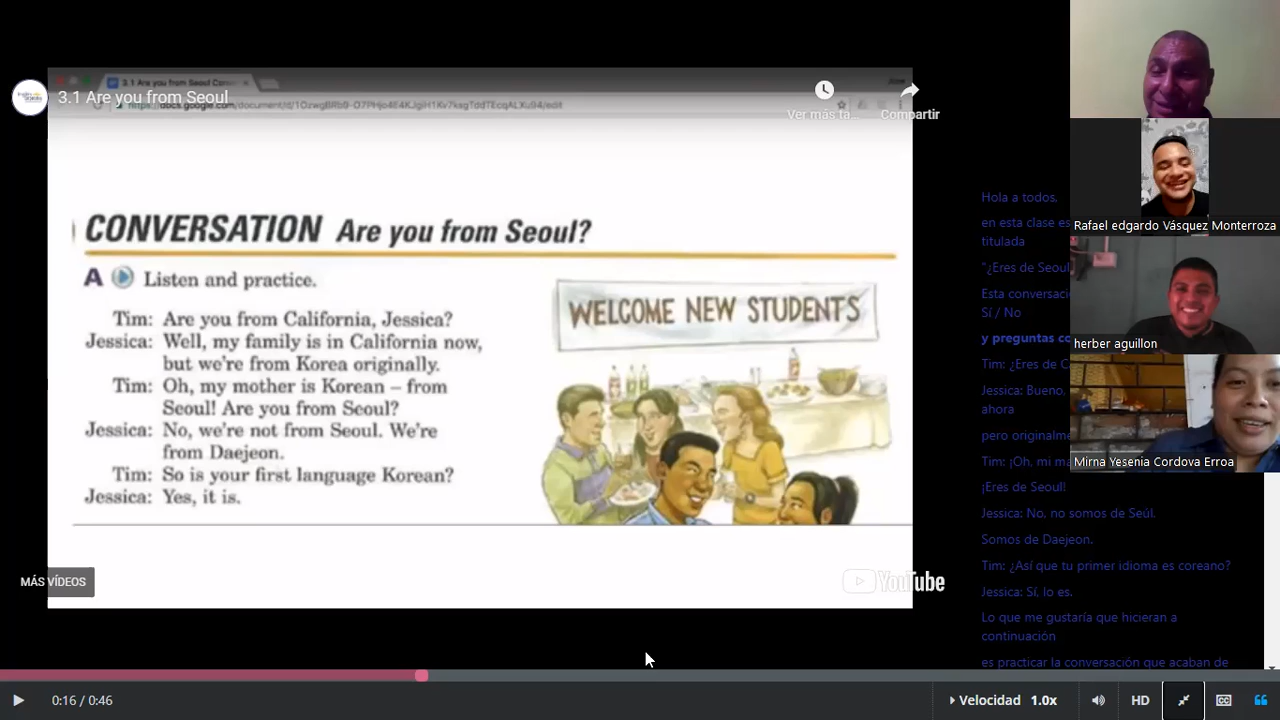 3.1 Are you from Seoul
Ver más ta...
Compartir
CONVERSATION Are you from Seoul?
A Listen and practice.
Tim: Are you from California, Jessica?
Jessica: Well, my family is in California now,
but we're from Korea originally.
Tim: Oh, my mother is Korean – from
Seoul! Are you from Seoul?
Jessica: No, we're not from Seoul. We're
from Daejeon.
Tim: So is your first language Korean?
Jessica: Yes, it is.
WELCOME NEW STUDENTS
MÁS VÍDEOS
YouTube
Hola a todos,
en esta clase es
titulada
"¿Eres de Seoul
Esta conversaci
Sí / No
y preguntas co
Tim: ¿Eres de C
Jessica: Bueno,
ahora
pero originalme
Tim: ¡Oh, mi ma
¡Eres de Seoul!
Jessica: No, no somos de Seúl.
Somos de Daejeon.
Tim: ¿Así que tu primer idioma es coreano?
Jessica: Sí, lo es.
Lo que me gustaría que hicieran a
continuación
es practicar la conversación que acaban de
Rafael edgardo Vásquez Monterroza
herber aguillon
Mirna Yesenia Cordova Erroa
0:16 / 0:46
Velocidad 1.0x
HD
CC